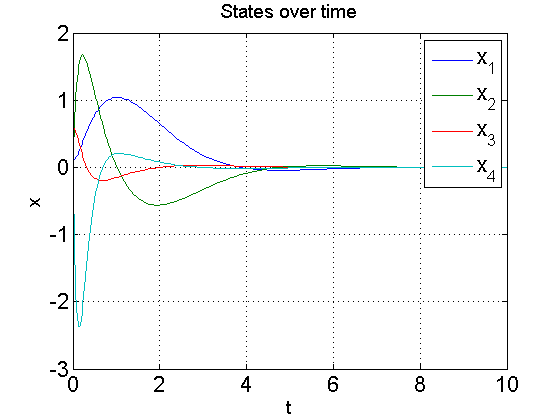 States over time
x
2
1
0
-1
-2
-3
0 2 4 6 8 10
t
x₁
x₂
x₃
x₄